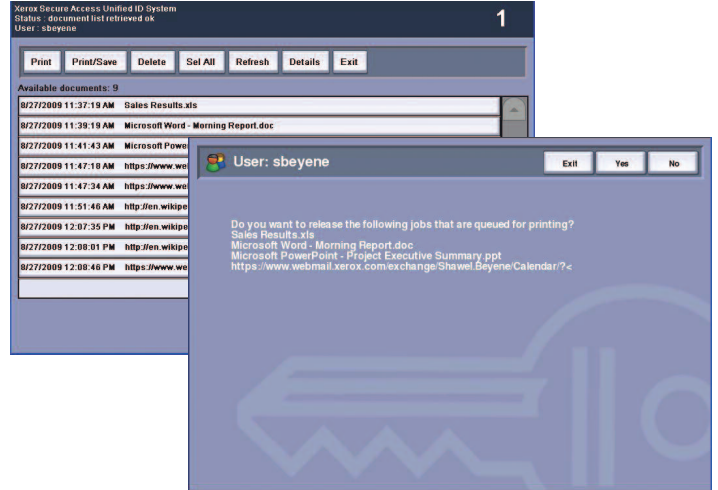 Xerox Secure Access Unified ID System
Status : document list retrieved ok
User : sbeyene
1
Print Print/Save Delete Sel All Refresh Details Exit
Available documents: 9
8/27/2009 11:37:19 AM Sales Results.xls
8/27/2009 11:39:19 AM Microsoft Word - Morning Report.doc
8/27/2009 11:41:43 AM Microsoft Powe
8/27/2009 11:47:18 AM https://www.we
8/27/2009 11:47:34 AM https://www.we
8/27/2009 11:51:46 AM http://en.wikipe
8/27/2009 12:07:35 PM http://en.wikipe
8/27/2009 12:08:01 PM http://en.wikipe
8/27/2009 12:08:46 PM https://www.we
User: sbeyene
Exit Yes No
Do you want to release the following jobs that are queued for printing?
Sales Results.xls
Microsoft Word - Morning Report.doc
Microsoft PowerPoint - Project Executive Summary.ppt
https://www.webmail.xerox.com/exchange/Shawel.Beyene/Calendar/?<